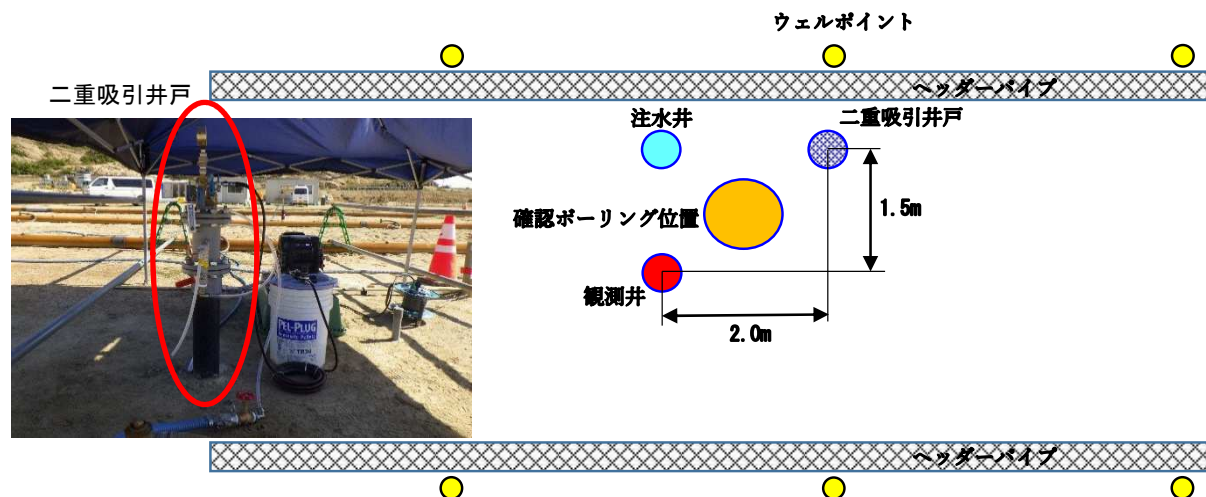 ウェルポイント
ヘッダーパイプ
二重吸引井戸
注水井
二重吸引井戸
1.5m
確認ボーリング位置
観測井
2.0m
PEL-PLUG
ヘッダーパイプ